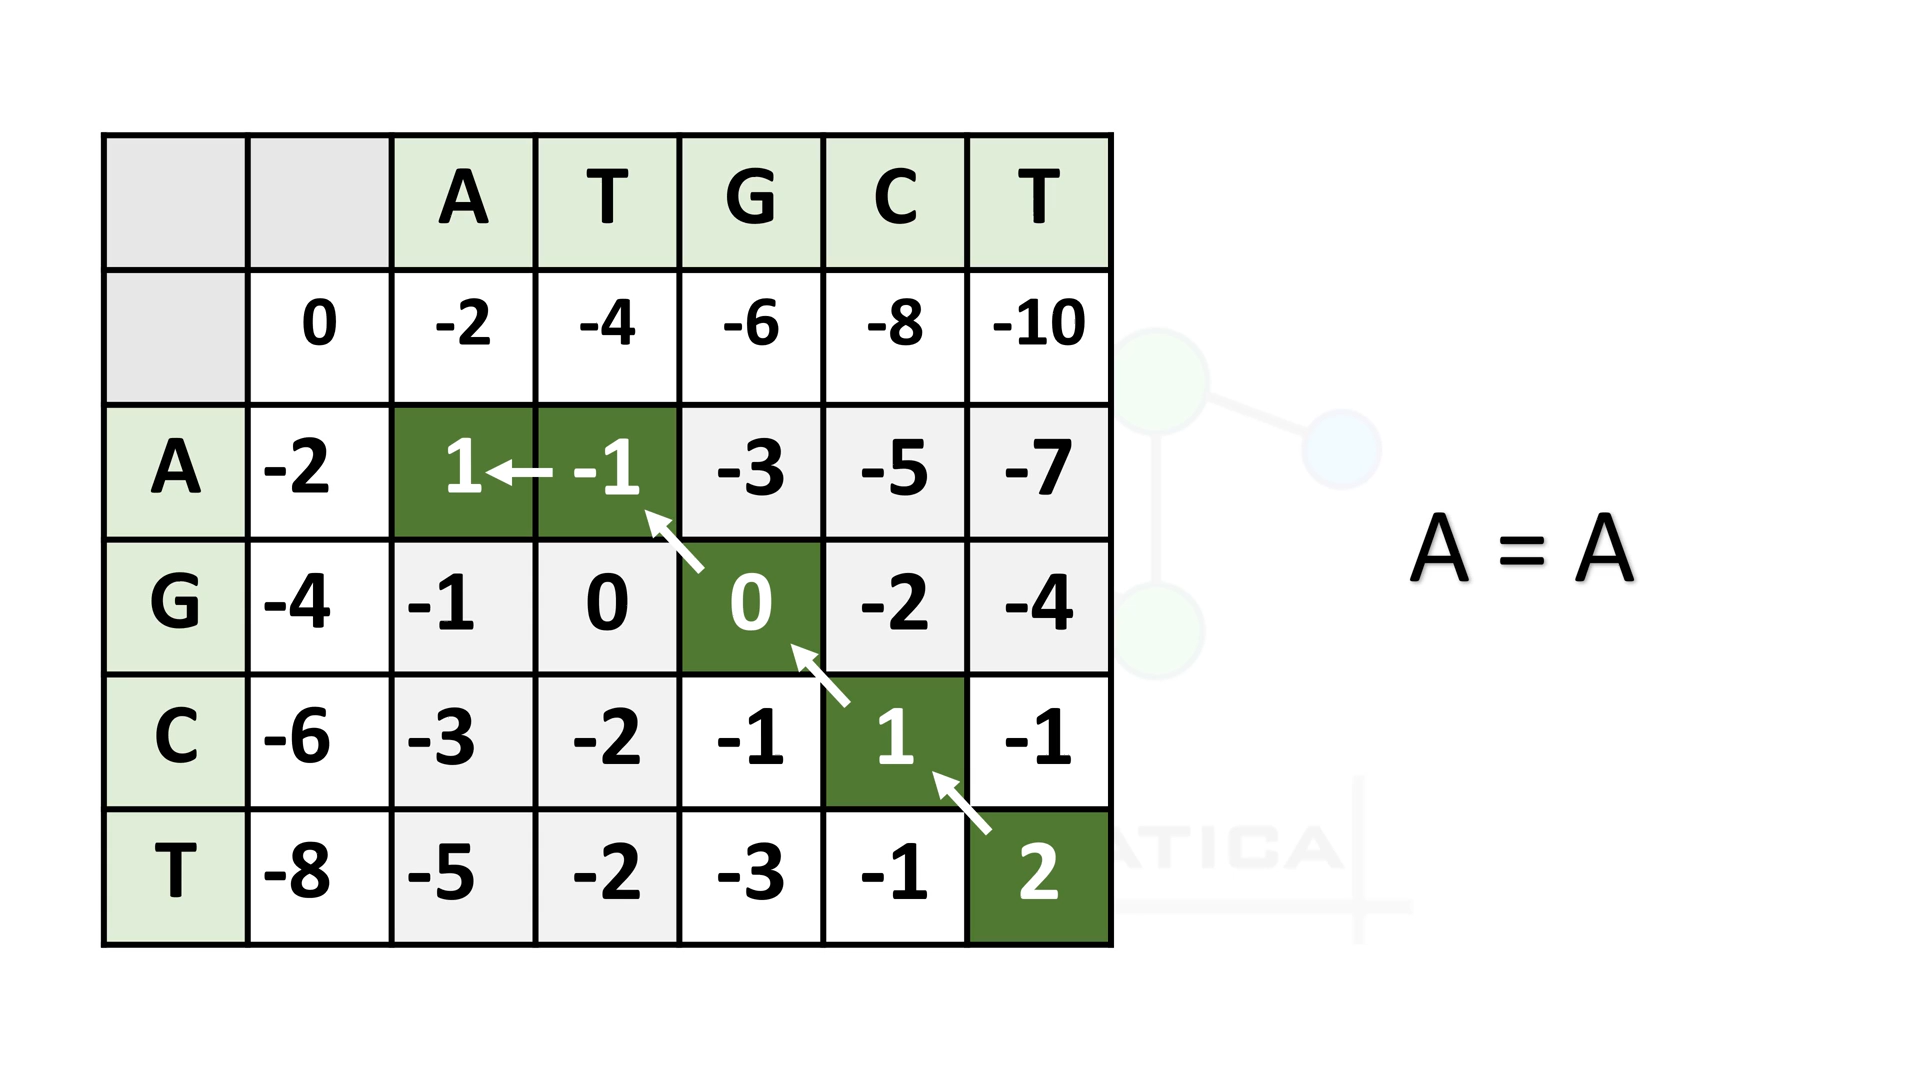 A T G C T
0 -2 -4 -6 -8 -10
A -2 1 -1 -3 -5 -7
G -4 -1 0 0 -2 -4
C -6 -3 -2 -1 1 -1
T -8 -5 -2 -3 -1 2
A = A
ATICA